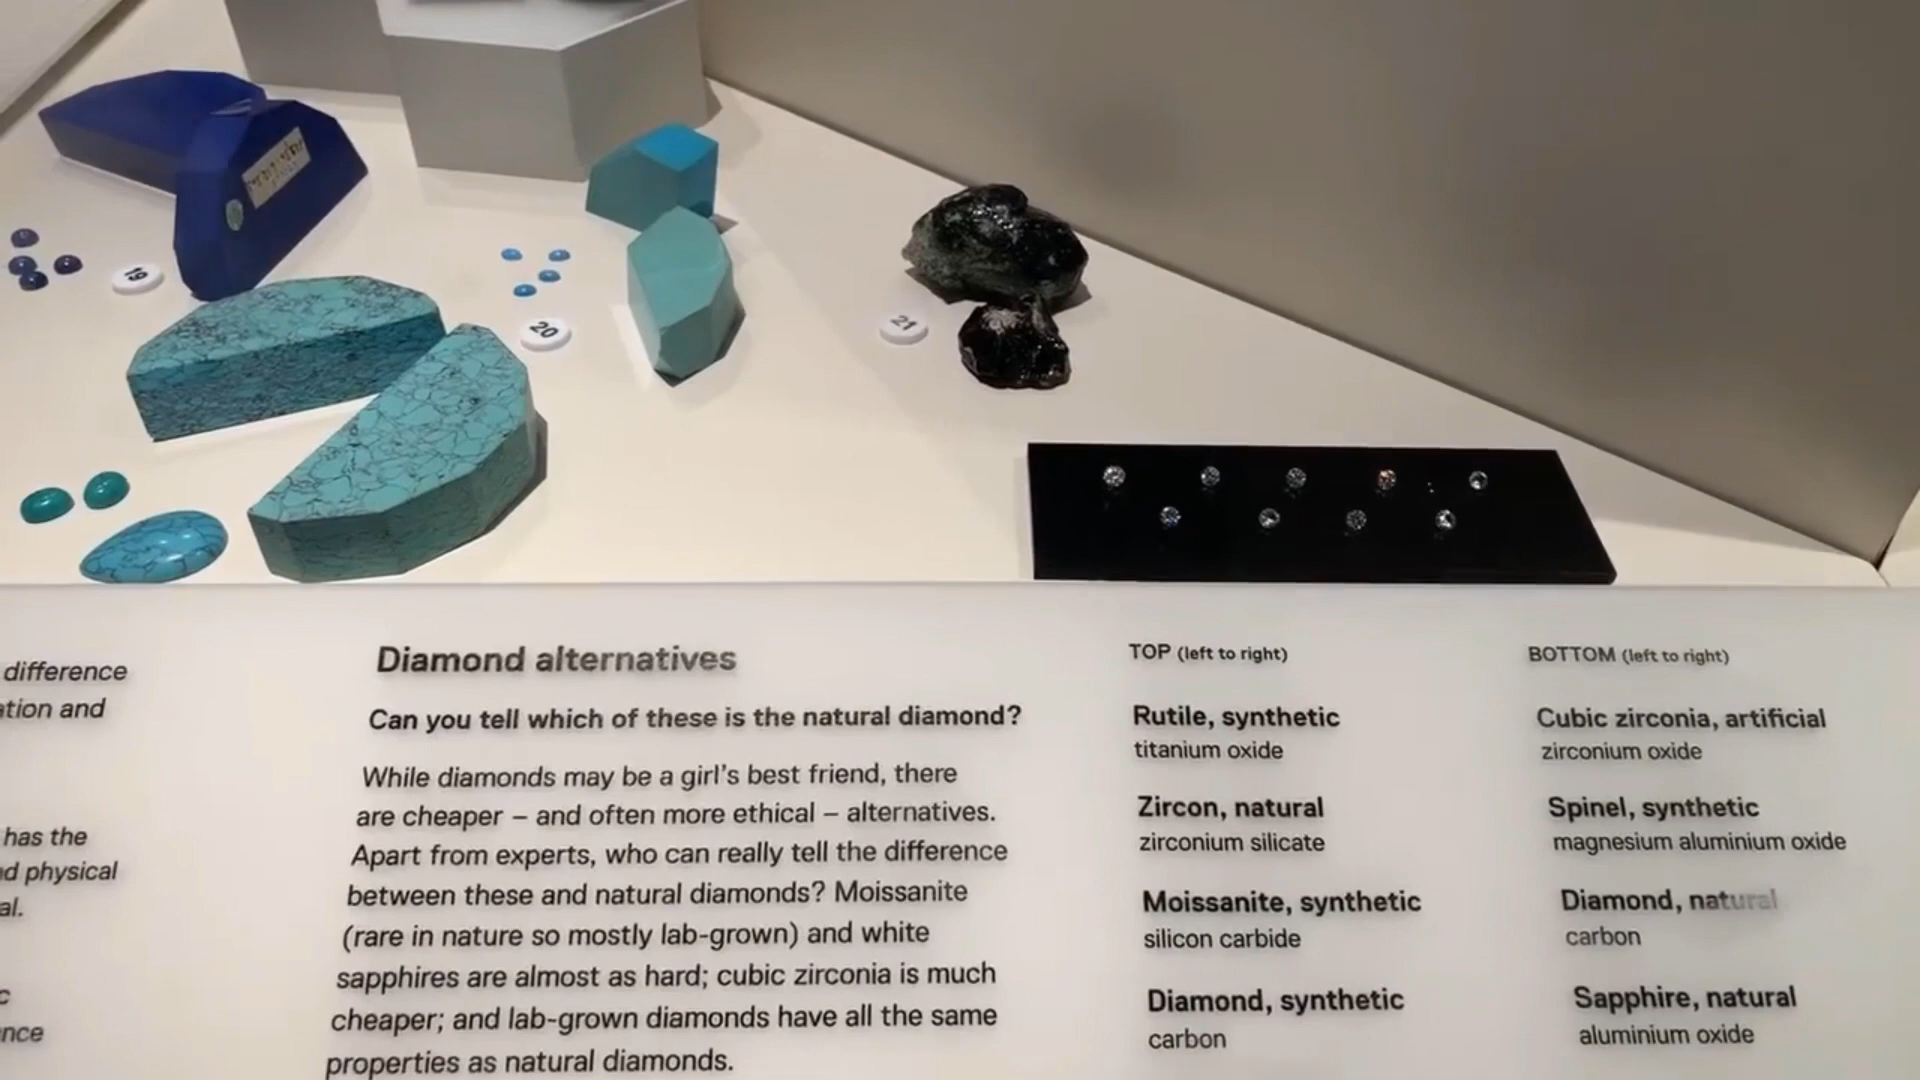 19
20
21
difference
ation and
has the
d physical
al.
c
nce
Diamond alternatives
Can you tell which of these is the natural diamond?
While diamonds may be a girl's best friend, there
are cheaper – and often more ethical – alternatives.
Apart from experts, who can really tell the difference
between these and natural diamonds? Moissanite
(rare in nature so mostly lab-grown) and white
sapphires are almost as hard; cubic zirconia is much
cheaper; and lab-grown diamonds have all the same
properties as natural diamonds.
TOP (left to right)
Rutile, synthetic
titanium oxide
Zircon, natural
zirconium silicate
Moissanite, synthetic
silicon carbide
Diamond, synthetic
carbon
BOTTOM (left to right)
Cubic zirconia, artificial
zirconium oxide
Spinel, synthetic
magnesium aluminium oxide
Diamond, natural
carbon
Sapphire, natural
aluminium oxide